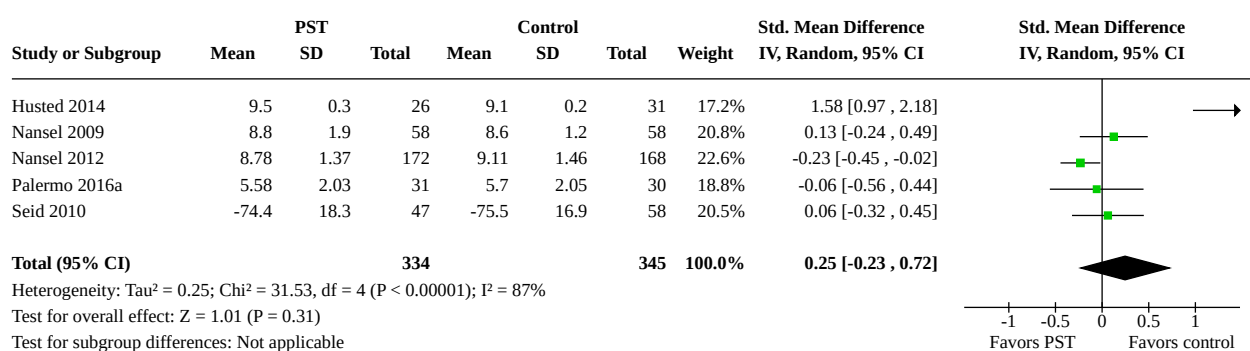 PST Control Std. Mean Difference Std. Mean Difference
Study or Subgroup Mean SD Total Mean SD Total Weight IV, Random, 95% CI IV, Random, 95% CI
Husted 2014 9.5 0.3 26 9.1 0.2 31 17.2% 1.58 [0.97 , 2.18]
Nansel 2009 8.8 1.9 58 8.6 1.2 58 20.8% 0.13 [-0.24 , 0.49]
Nansel 2012 8.78 1.37 172 9.11 1.46 168 22.6% -0.23 [-0.45 , -0.02]
Palermo 2016a 5.58 2.03 31 5.7 2.05 30 18.8% -0.06 [-0.56 , 0.44]
Seid 2010 -74.4 18.3 47 -75.5 16.9 58 20.5% 0.06 [-0.32 , 0.45]
Total (95% CI) 334 345 100.0% 0.25 [-0.23 , 0.72]
Heterogeneity: Tau² = 0.25; Chi² = 31.53, df = 4 (P < 0.00001); I² = 87%
Test for overall effect: Z = 1.01 (P = 0.31)
-1 -0.5 0 0.5 1
Test for subgroup differences: Not applicable
Favors PST Favors control